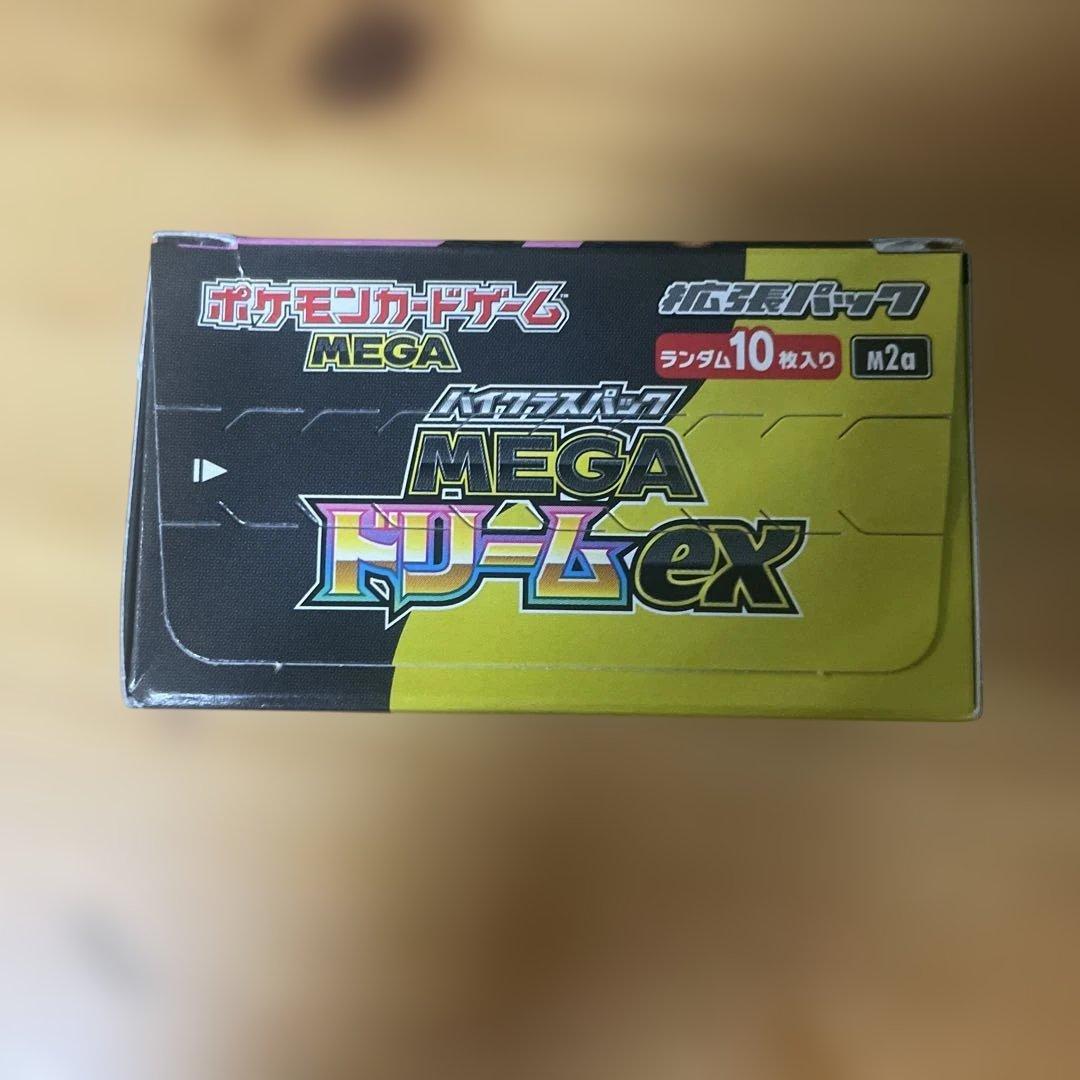 ポケモンカードゲーム™
MEGA
拡張パック
ランダム10枚入り
M2a
ハイクラスパック
MEGA
ドリームex